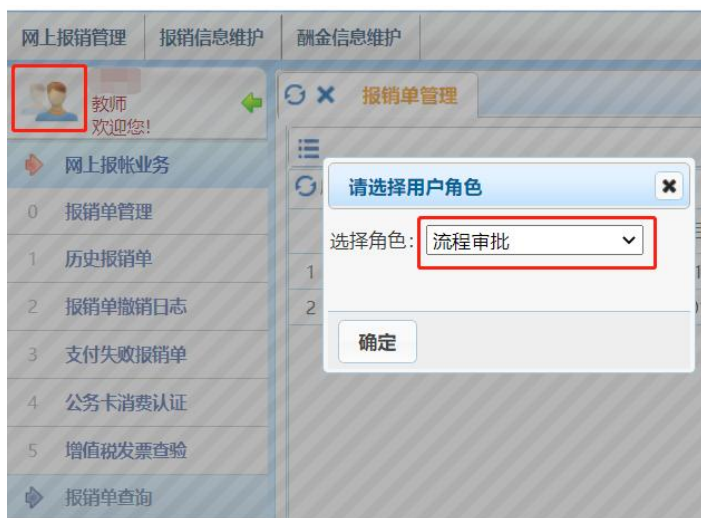 网上报销管理 报销信息维护 酬金信息维护
教师
欢迎您!
报销单管理
网上报帐业务
0 报销单管理
1 历史报销单
2 报销单撤销日志
3 支付失败报销单
4 公务卡消费认证
5 增值税发票查验
报销单查询
请选择用户角色
选择角色: 流程审批
确定
1
2